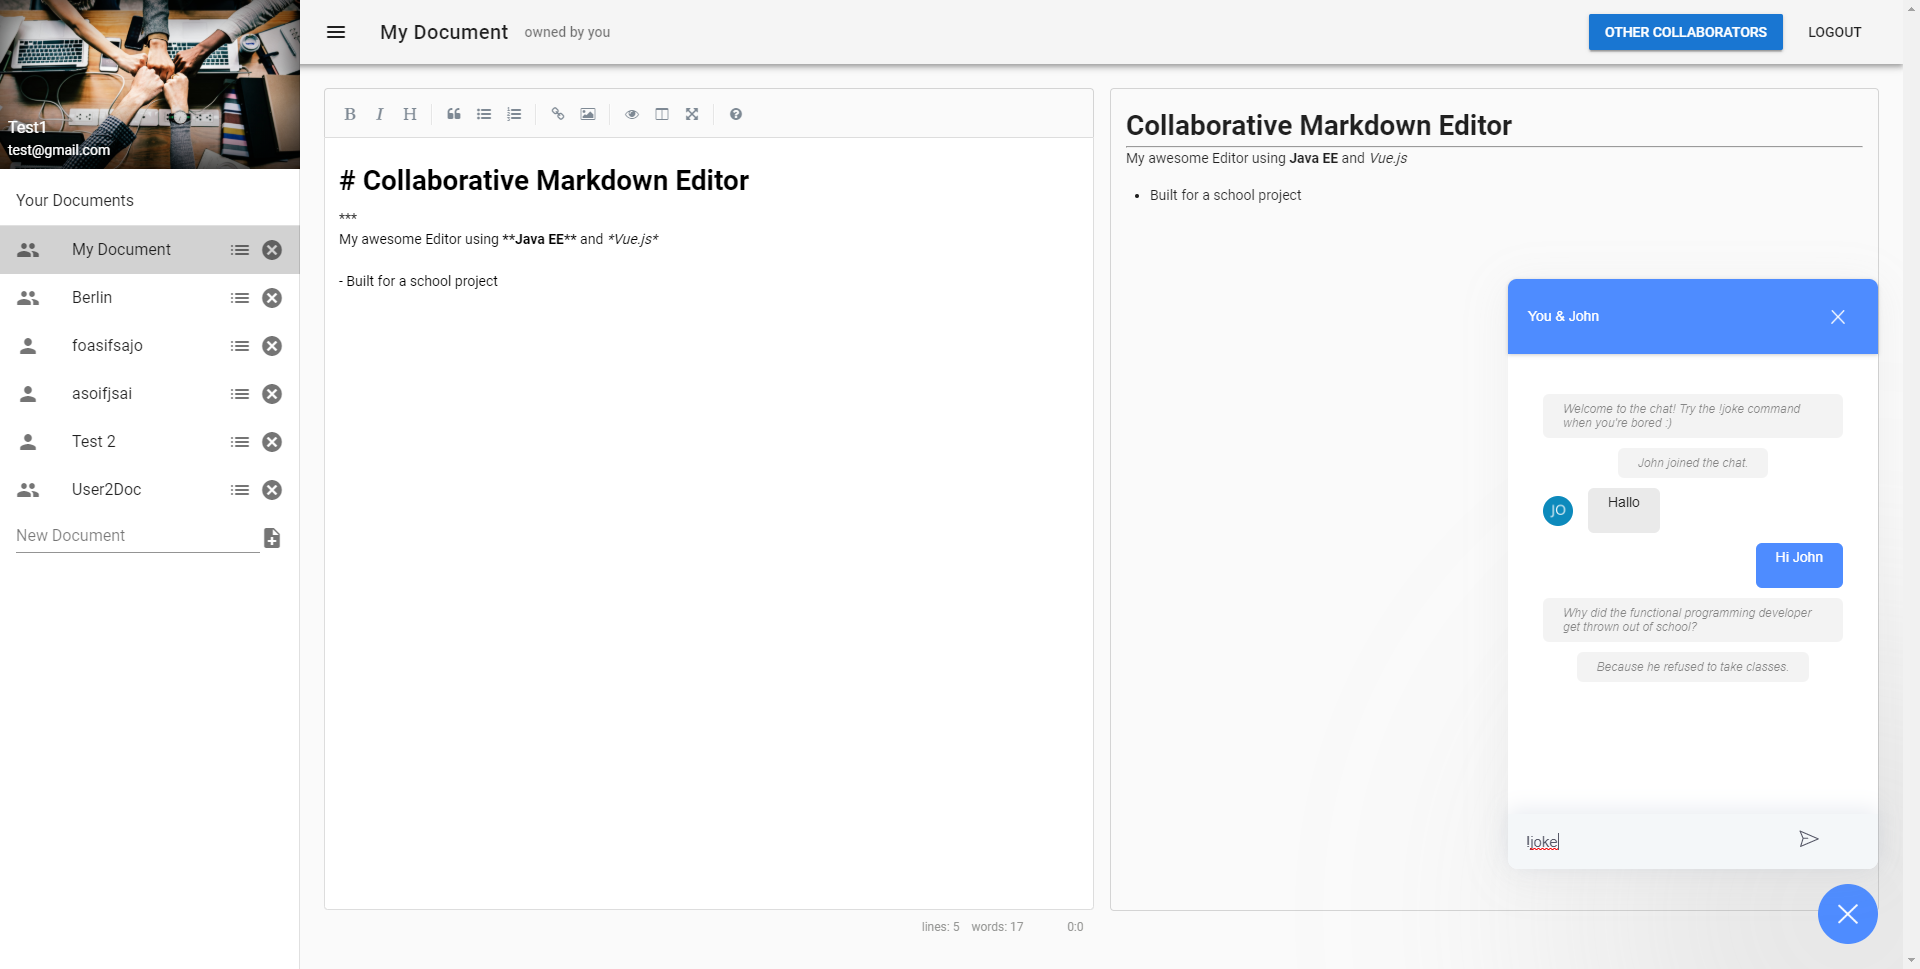 Test1
test@gmail.com
Your Documents
My Document
Berlin
foasifsajo
asoifjsai
Test 2
User2Doc
New Document
My Document owned by you
OTHER COLLABORATORS
LOGOUT
B I H
# Collaborative Markdown Editor
***
My awesome Editor using **Java EE** and *Vue.js*
- Built for a school project
lines: 5 words: 17 0:0
Collaborative Markdown Editor
My awesome Editor using Java EE and Vue.js
• Built for a school project
You & John
Welcome to the chat! Try the !joke command
when you're bored :)
John joined the chat.
JO
Hallo
Hi John
Why did the functional programming developer
get thrown out of school?
Because he refused to take classes.
!joke